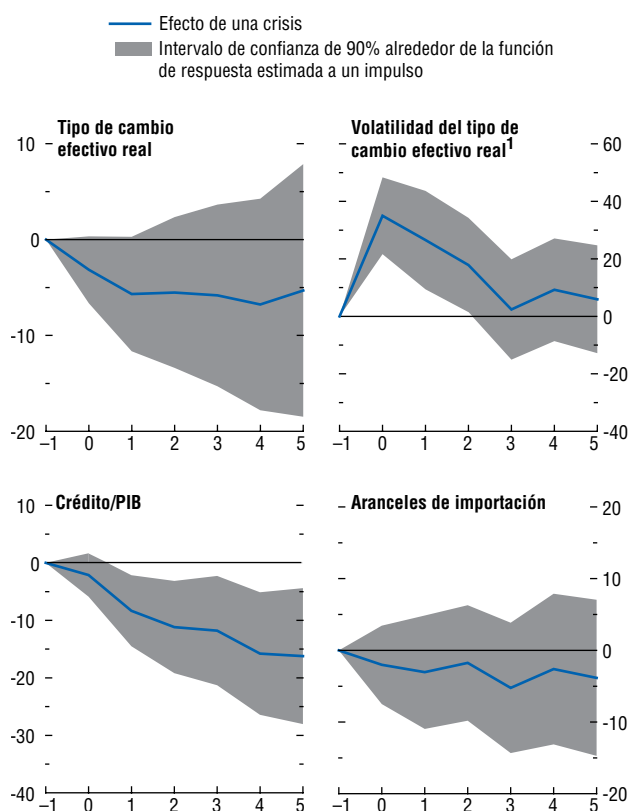 Efecto de una crisis
Intervalo de confianza de 90% alrededor de la función
de respuesta estimada a un impulso
Tipo de cambio
efectivo real
10
0
-10
-20
–1 0 1 2 3 4 5
Volatilidad del tipo de
cambio efectivo real1
60
40
20
0
-20
-40
–1 0 1 2 3 4 5
Crédito/PIB
10
0
-10
-20
-30
-40
–1 0 1 2 3 4 5
Aranceles de importación
20
10
0
-10
-20
–1 0 1 2 3 4 5